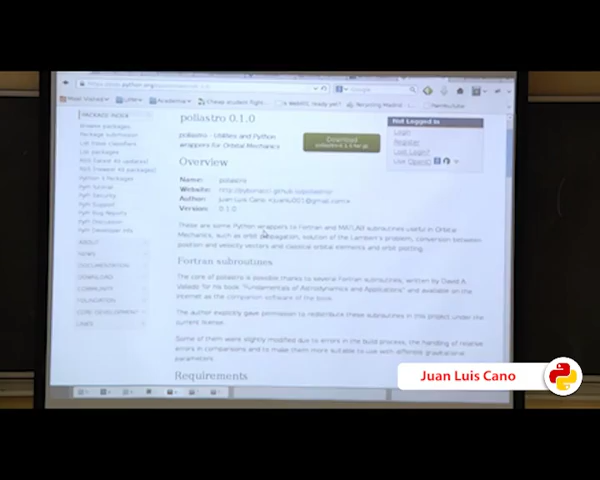 Most Visited
Google
PACKAGE INDEX
Browse packages
Package submission
List trove classifiers
List packages
RSS (latest 40 updates)
RSS (newest 40 packages)
Python 3 Packages
PyPI Tutorial
PyPI Security
PyPI Support
PyPI Bug Reports
PyPI Discussion
PyPI Developer Info
ABOUT
NEWS
DOCUMENTATION
DOWNLOAD
COMMUNITY
FOUNDATION
CORE DEVELOPMENT
LINKS
poliastro 0.1.0
poliastro - Utilities and Python
wrappers for Orbital Mechanics
Download
Not Logged In
Login
Register
Lost Login?
Use OpenID
Overview
Name: poliastro
Website:
Author: Juan Luis Cano
Version: 0.1.0
These are some Python wrappers to Fortran and MATLAB subroutines useful in Orbital
Mechanics, such as orbit propagation, solution of the Lambert's problem, conversion between
position and velocity vectors and classical orbital elements and orbit plotting.
Fortran subroutines
The core of poliastro is possible thanks to several Fortran subroutines, written by David A.
Vallado for his book "Fundamentals of Astrodynamics and Applications" and available on the
Internet as the companion software of the book.
The author explicitly gave permission to redistribute these subroutines in this project under the
current license.
Some of them were slightly modified due to errors in the build process, the handling of relative
errors in comparisons and to make them more suitable to use with different gravitational
parameters.
Requirements
Juan Luis Cano